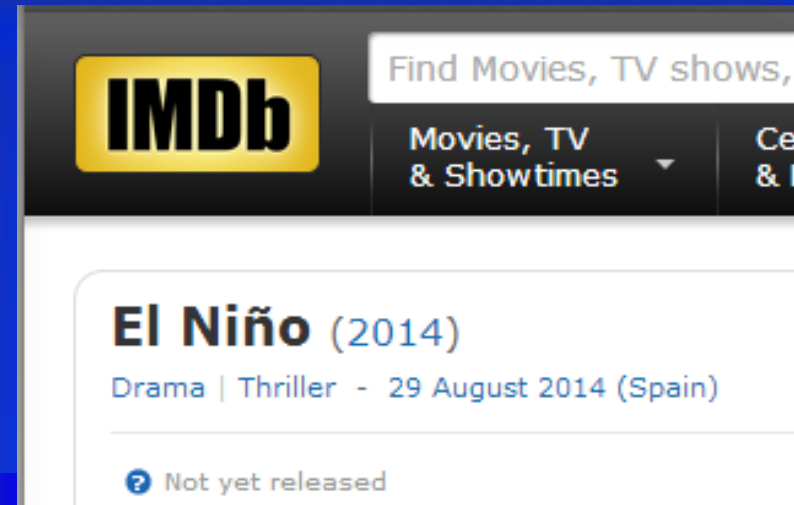 IMDb
Find Movies, TV shows,
Movies, TV
& Showtimes
Ce
&
El Niño (2014)
Drama | Thriller - 29 August 2014 (Spain)
? Not yet released